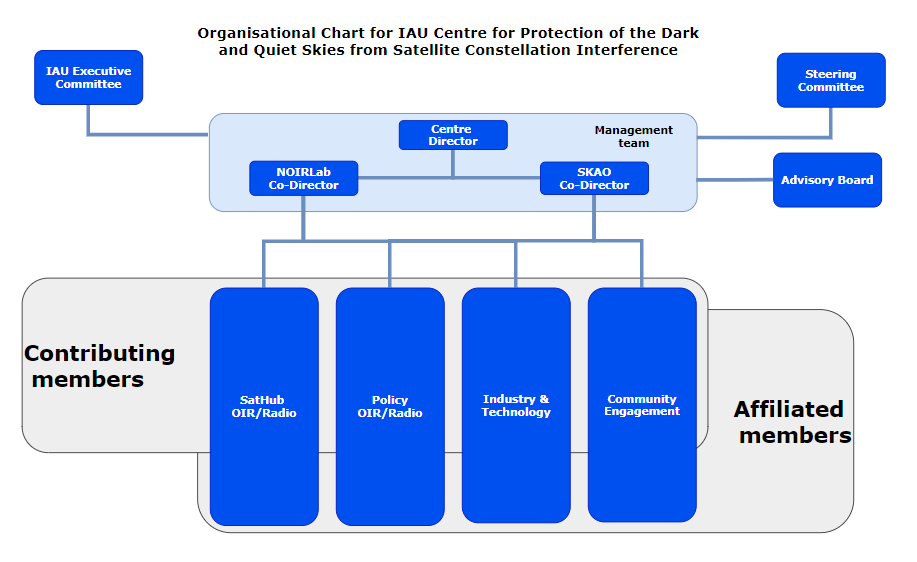 Organisational Chart for IAU Centre for Protection of the Dark
and Quiet Skies from Satellite Constellation Interference
IAU Executive
Committee
Steering
Committee
Centre
Director
Management
team
NOIRLab
Co-Director
SKAO
Co-Director
Advisory Board
Contributing
members
SatHub
OIR/Radio
Policy
OIR/Radio
Industry &
Technology
Community
Engagement
Affiliated
members